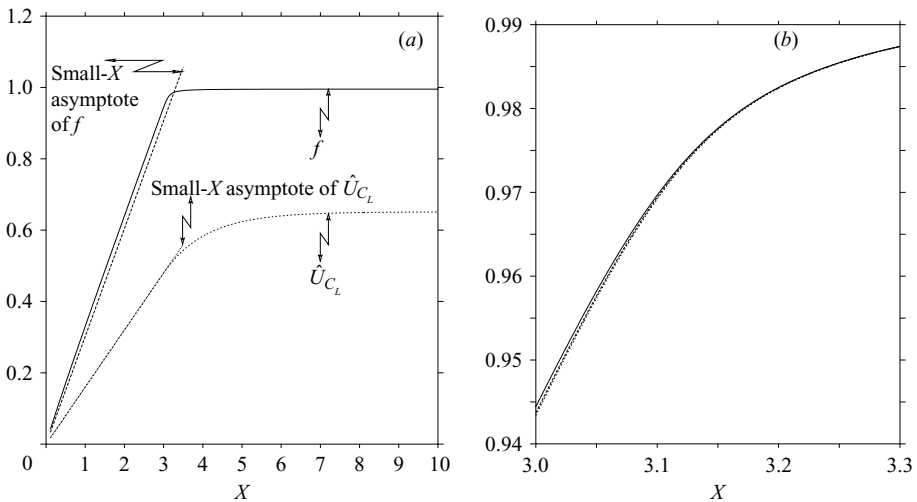 1.2
1.0
0.8
0.6
0.4
0.2
0
1
2
3
4
5
6
7
8
9
10
X
(a)
Small-X
asymptote
of f
f
Small-X asymptote of Û_{C_L}
Û_{C_L}
0.99
0.98
0.97
0.96
0.95
0.94
3.0
3.1
3.2
3.3
X
(b)